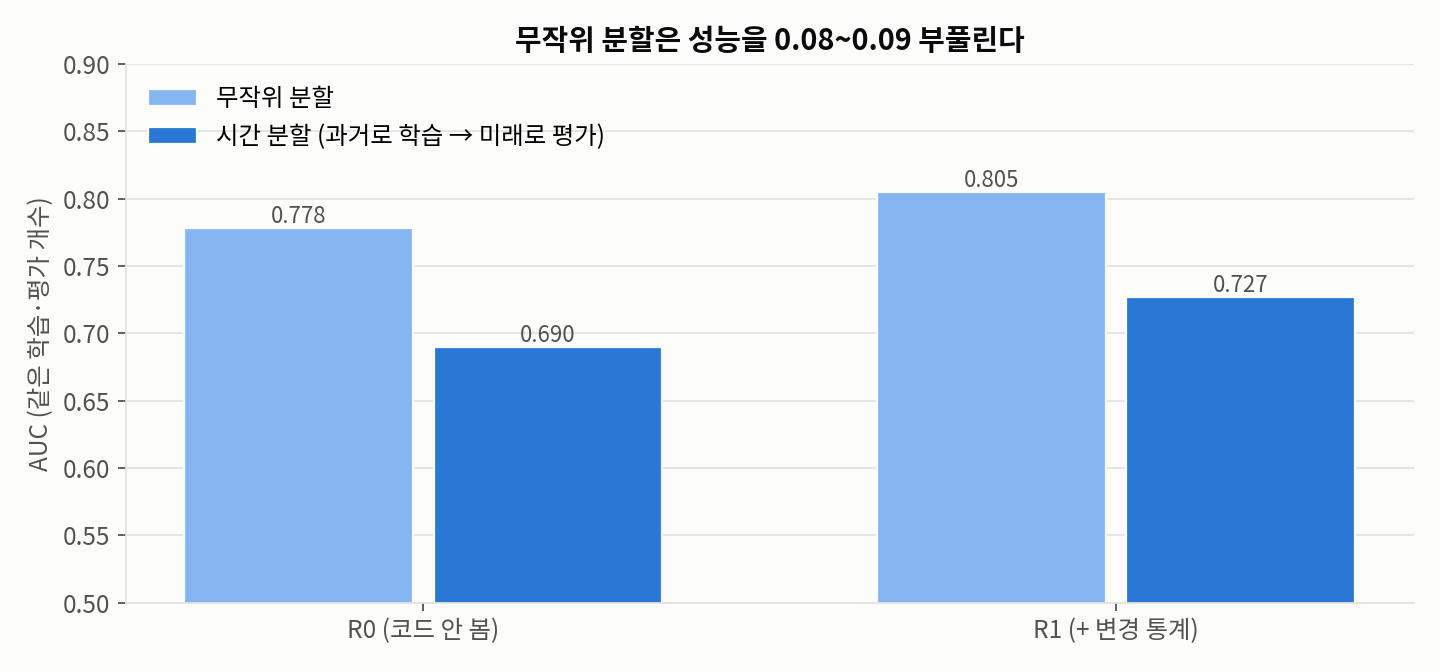 무작위 분할은 성능을 0.08~0.09 부풀린다
무작위 분할
시간 분할 (과거로 학습 → 미래로 평가)
AUC (같은 학습·평가 개수)
0.90
0.85
0.80
0.75
0.70
0.65
0.60
0.55
0.50
0.778
0.690
0.805
0.727
R0 (코드 안 봄)
R1 (+ 변경 통계)